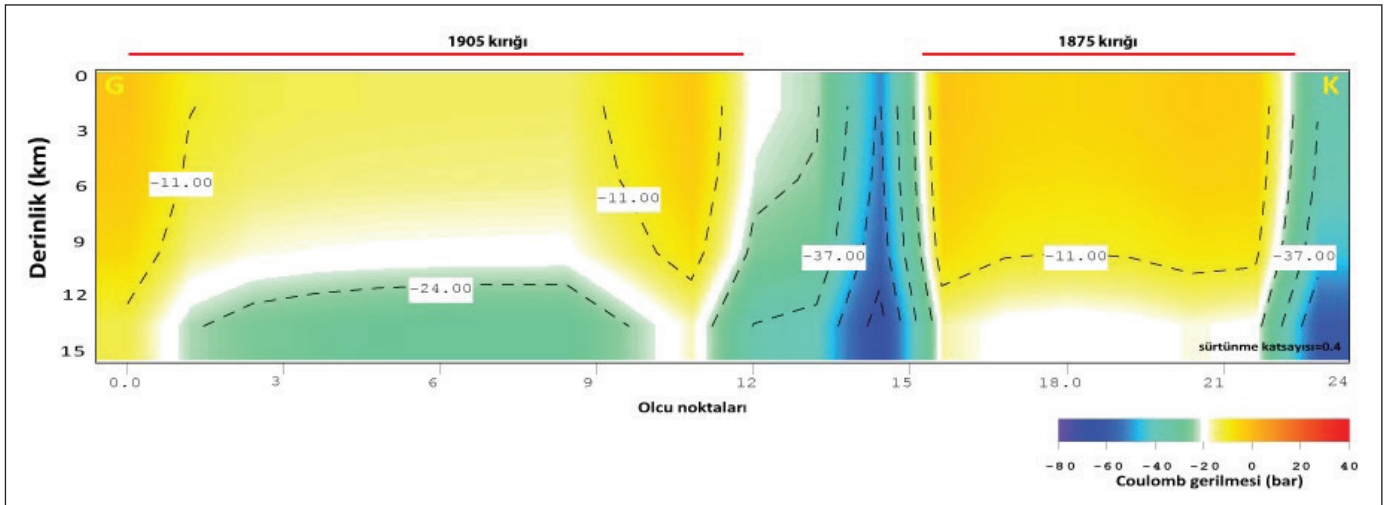 1905 kırığı 1875 kırığı
G K
Derinlik (km)
0
3
6
9
12
15
-11.00 -11.00 -24.00 -37.00 -11.00 -37.00
sürtünme katsayısı=0.4
0.0 3 6 9 12 15 18.0 21 24
Olcu noktaları
-80 -60 -40 -20 0 20 40
Coulomb gerilmesi (bar)